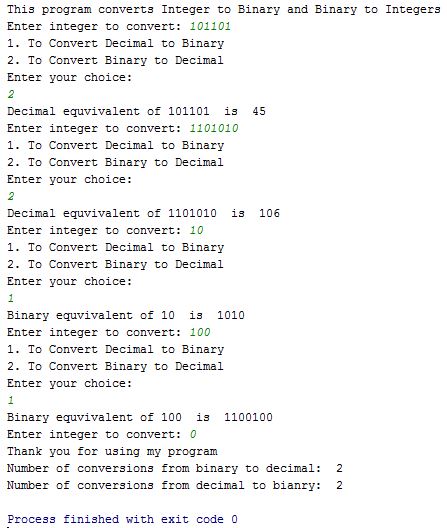 This program converts Integer to Binary and Binary to Integers
Enter integer to convert: 101101
1. To Convert Decimal to Binary
2. To Convert Binary to Decimal
Enter your choice:
2
Decimal equvivalent of 101101  is  45
Enter integer to convert: 1101010
1. To Convert Decimal to Binary
2. To Convert Binary to Decimal
Enter your choice:
2
Decimal equvivalent of 1101010  is  106
Enter integer to convert: 10
1. To Convert Decimal to Binary
2. To Convert Binary to Decimal
Enter your choice:
1
Binary equvivalent of 10  is  1010
Enter integer to convert: 100
1. To Convert Decimal to Binary
2. To Convert Binary to Decimal
Enter your choice:
1
Binary equvivalent of 100  is  1100100
Enter integer to convert: 0
Thank you for using my program
Number of conversions from binary to decimal:  2
Number of conversions from decimal to bianry:  2
Process finished with exit code 0